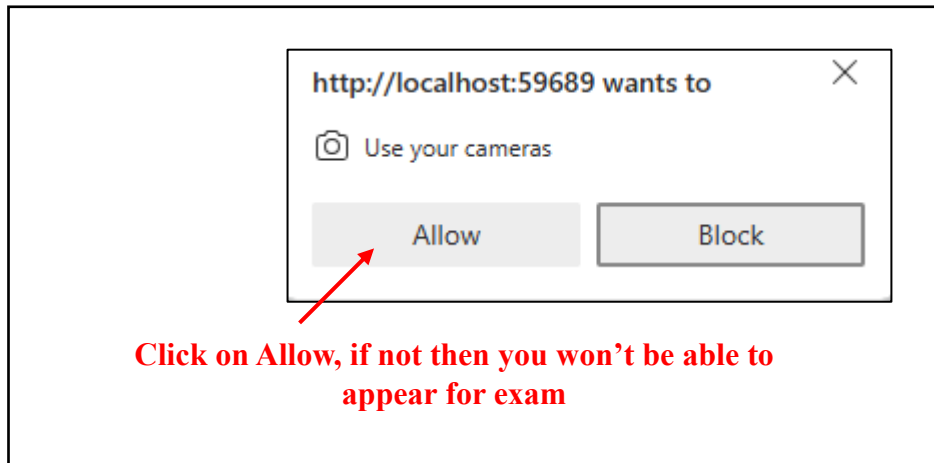 http://localhost:59689 wants to
Use your cameras
Allow Block
Click on Allow, if not then you won’t be able to
appear for exam